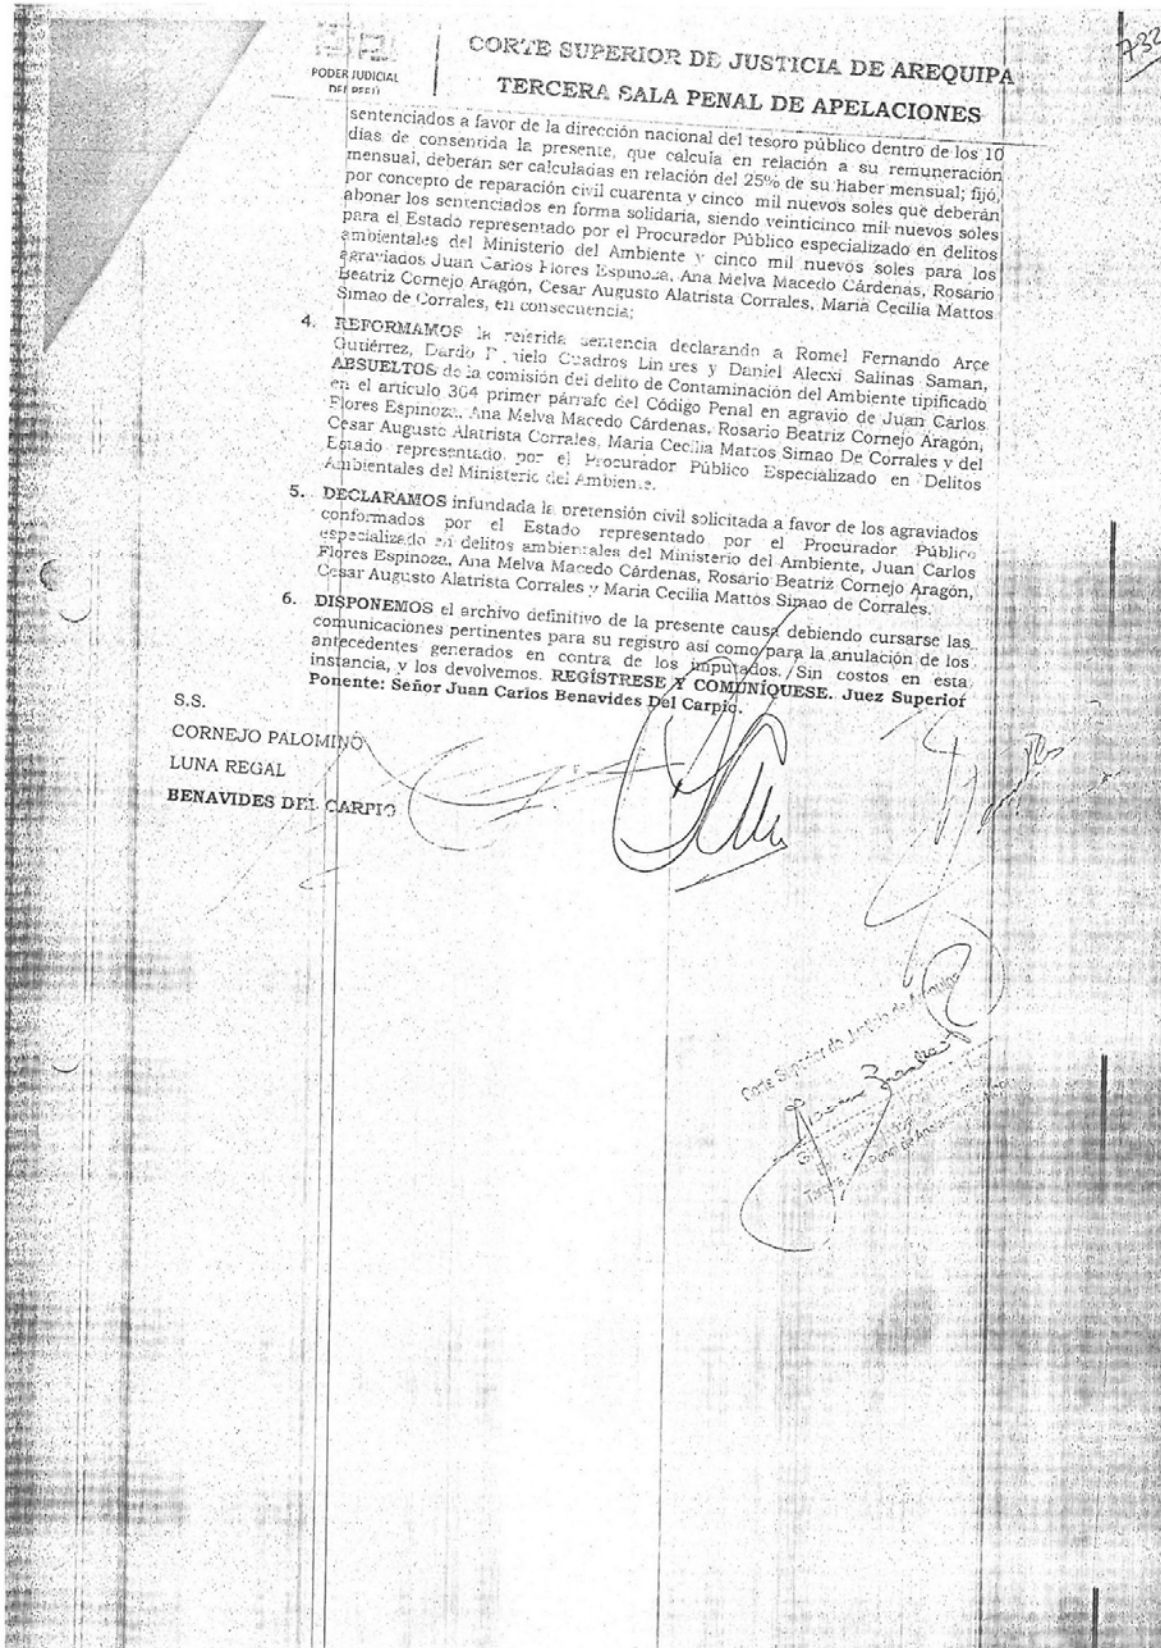 732
PODER JUDICIAL
DEL PERÚ
CORTE SUPERIOR DE JUSTICIA DE AREQUIPA
TERCERA SALA PENAL DE APELACIONES
sentenciados a favor de la dirección nacional del tesoro público dentro de los 10
días de consentida la presente, que calcula en relación a su remuneración
mensual, deberán ser calculadas en relación del 25% de su haber mensual; fijó,
por concepto de reparación civil cuarenta y cinco mil nuevos soles que deberán
abonar los sentenciados en forma solidaria, siendo veinticinco mil nuevos soles
para el Estado representado por el Procurador Público especializado en delitos
ambientales del Ministerio del Ambiente y cinco mil nuevos soles para los
agraviados Juan Carlos Flores Espinoza, Ana Melva Macedo Cárdenas, Rosario
Beatriz Cornejo Aragón, Cesar Augusto Alatrista Corrales, Maria Cecilia Mattos
Simao de Corrales, en consecuencia;
4. REFORMAMOS la referida sentencia declarando a Romel Fernando Arce
Gutiérrez, Dardo Danielo Cuadros Linares y Daniel Alecxi Salinas Saman,
ABSUELTOS de la comisión del delito de Contaminación del Ambiente tipificado
en el artículo 304 primer párrafo del Código Penal en agravio de Juan Carlos
Flores Espinoza, Ana Melva Macedo Cárdenas, Rosario Beatriz Cornejo Aragón,
Cesar Augusto Alatrista Corrales, Maria Cecilia Mattos Simao De Corrales y del
Estado representado por el Procurador Público Especializado en Delitos
Ambientales del Ministerio del Ambiente.
5. DECLARAMOS infundada la pretensión civil solicitada a favor de los agraviados
conformados por el Estado representado por el Procurador Público
especializado en delitos ambientales del Ministerio del Ambiente, Juan Carlos
Flores Espinoza, Ana Melva Macedo Cárdenas, Rosario Beatriz Cornejo Aragón,
Cesar Augusto Alatrista Corrales y Maria Cecilia Mattos Simao de Corrales.
6. DISPONEMOS el archivo definitivo de la presente causa debiendo cursarse las
comunicaciones pertinentes para su registro así como para la anulación de los
antecedentes generados en contra de los imputados. Sin costos en esta
instancia, y los devolvemos. REGÍSTRESE Y COMUNÍQUESE. Juez Superior
Ponente: Señor Juan Carlos Benavides Del Carpio.
S.S.
CORNEJO PALOMINO
LUNA REGAL
BENAVIDES DEL CARPIO
Corte Superior de Justicia de Arequipa